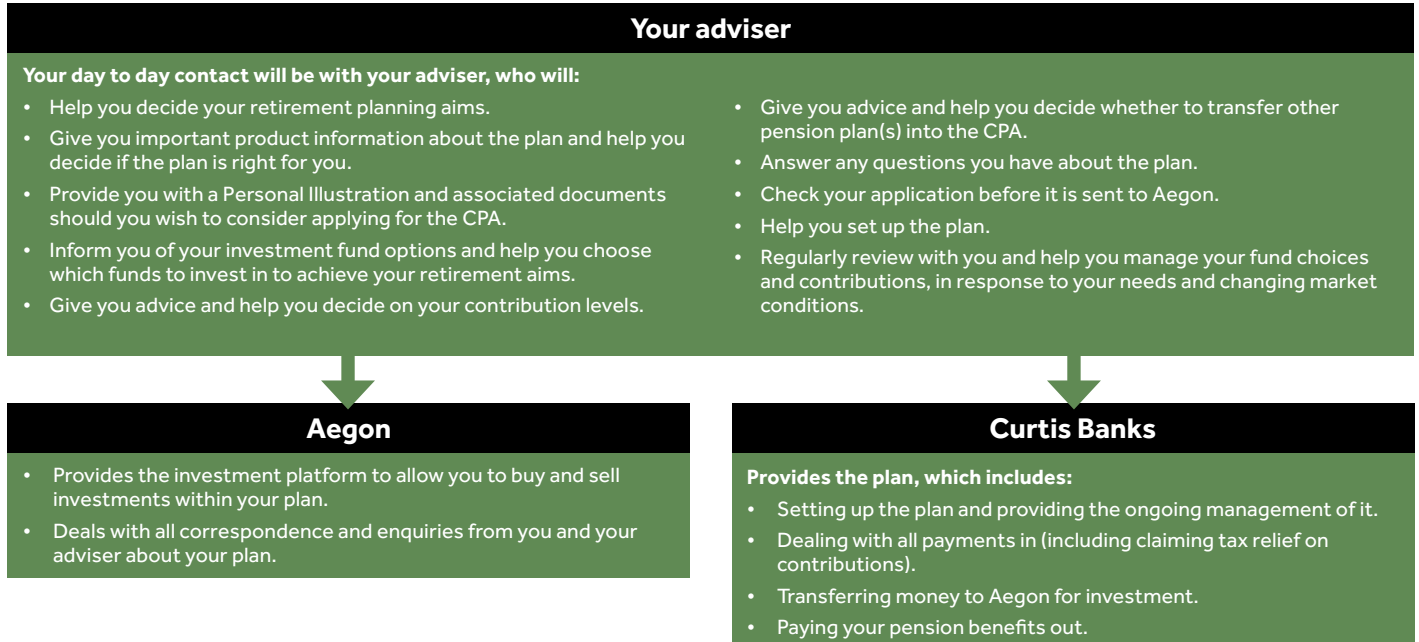 Your adviser
Your day to day contact will be with your adviser, who will:
• Help you decide your retirement planning aims.
• Give you important product information about the plan and help you
decide if the plan is right for you.
• Provide you with a Personal Illustration and associated documents
should you wish to consider applying for the CPA.
• Inform you of your investment fund options and help you choose
which funds to invest in to achieve your retirement aims.
• Give you advice and help you decide on your contribution levels.
• Give you advice and help you decide whether to transfer other
pension plan(s) into the CPA.
• Answer any questions you have about the plan.
• Check your application before it is sent to Aegon.
• Help you set up the plan.
• Regularly review with you and help you manage your fund choices
and contributions, in response to your needs and changing market
conditions.
Aegon
• Provides the investment platform to allow you to buy and sell
investments within your plan.
• Deals with all correspondence and enquiries from you and your
adviser about your plan.
Curtis Banks
Provides the plan, which includes:
• Setting up the plan and providing the ongoing management of it.
• Dealing with all payments in (including claiming tax relief on
contributions).
• Transferring money to Aegon for investment.
• Paying your pension benefits out.